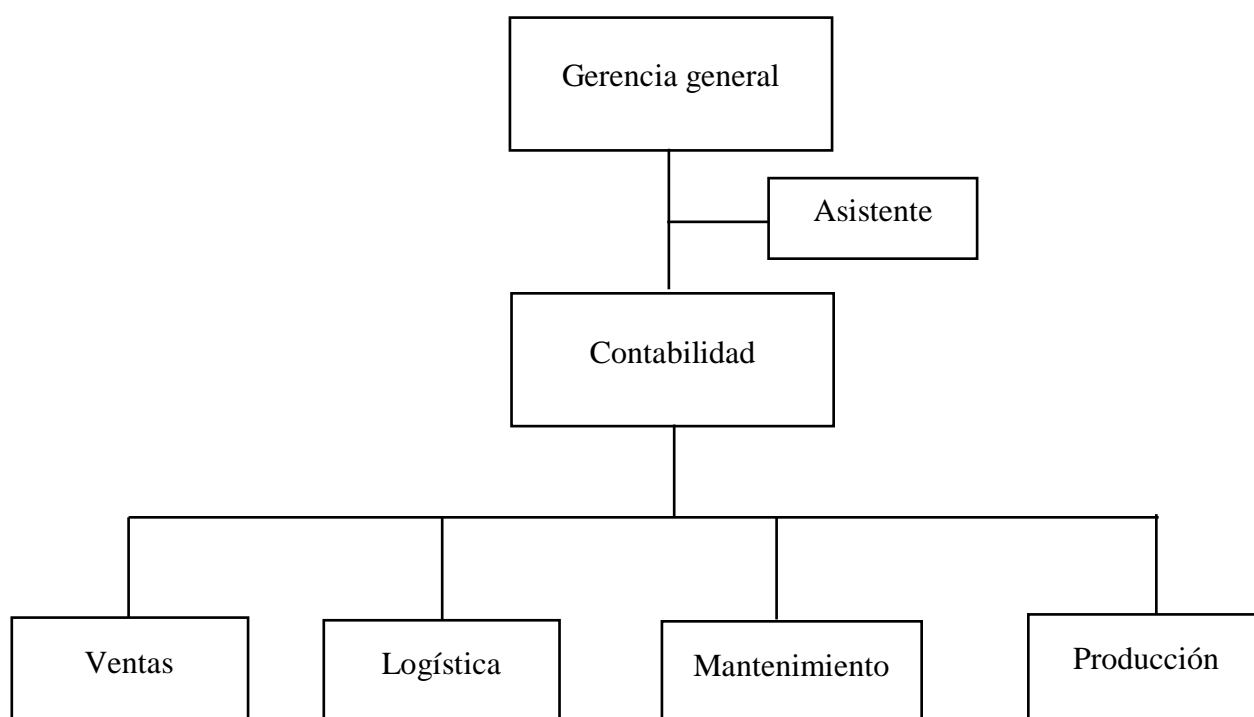 Gerencia general
Asistente
Contabilidad
Ventas
Logística
Mantenimiento
Producción